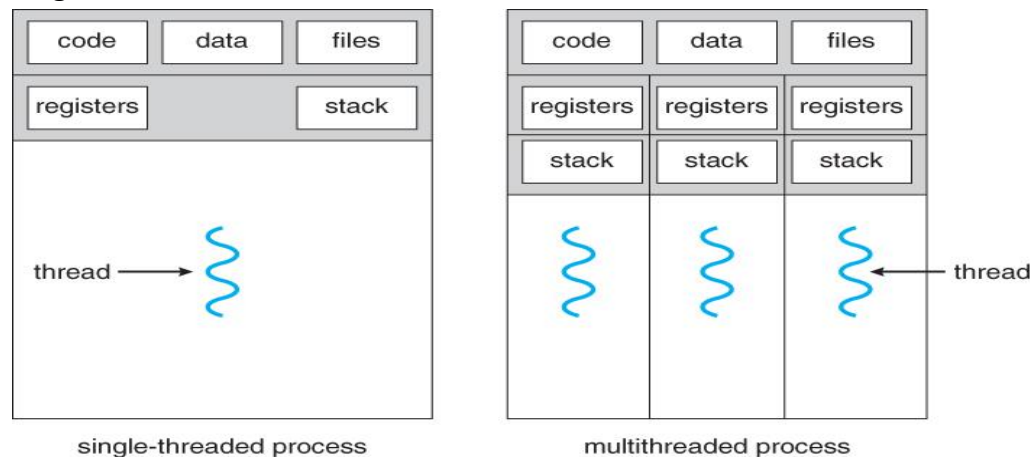 code data files
registers stack
thread
single-threaded process
code data files
registers registers registers
stack stack stack
thread
multithreaded process